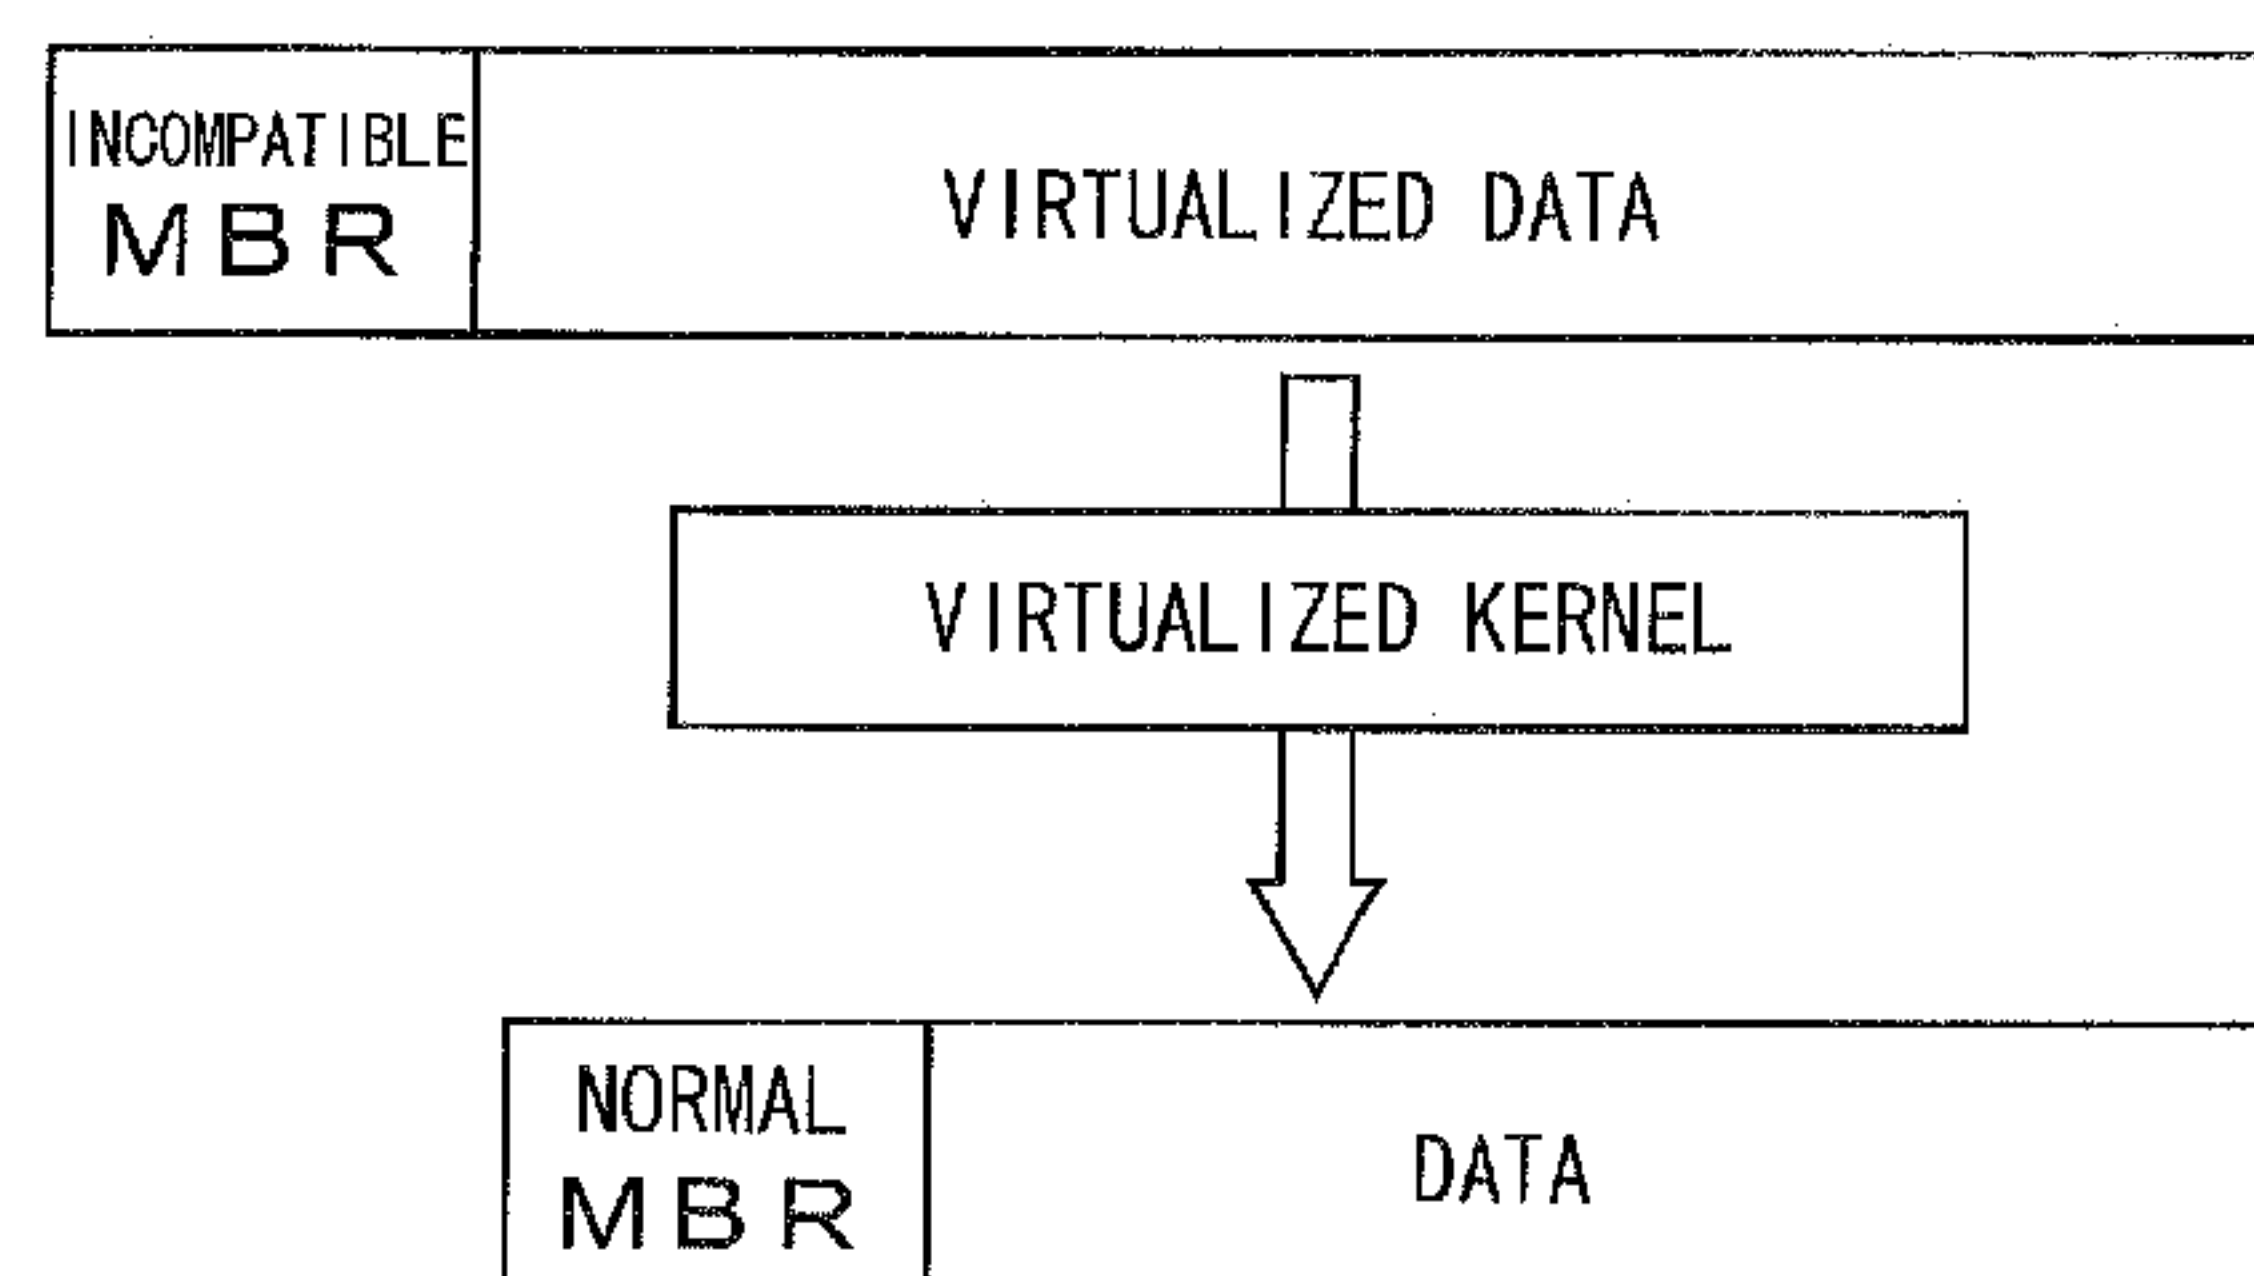 INCOMPATIBLE
MBR
VIRTUALIZED DATA
VIRTUALIZED KERNEL
NORMAL
MBR
DATA